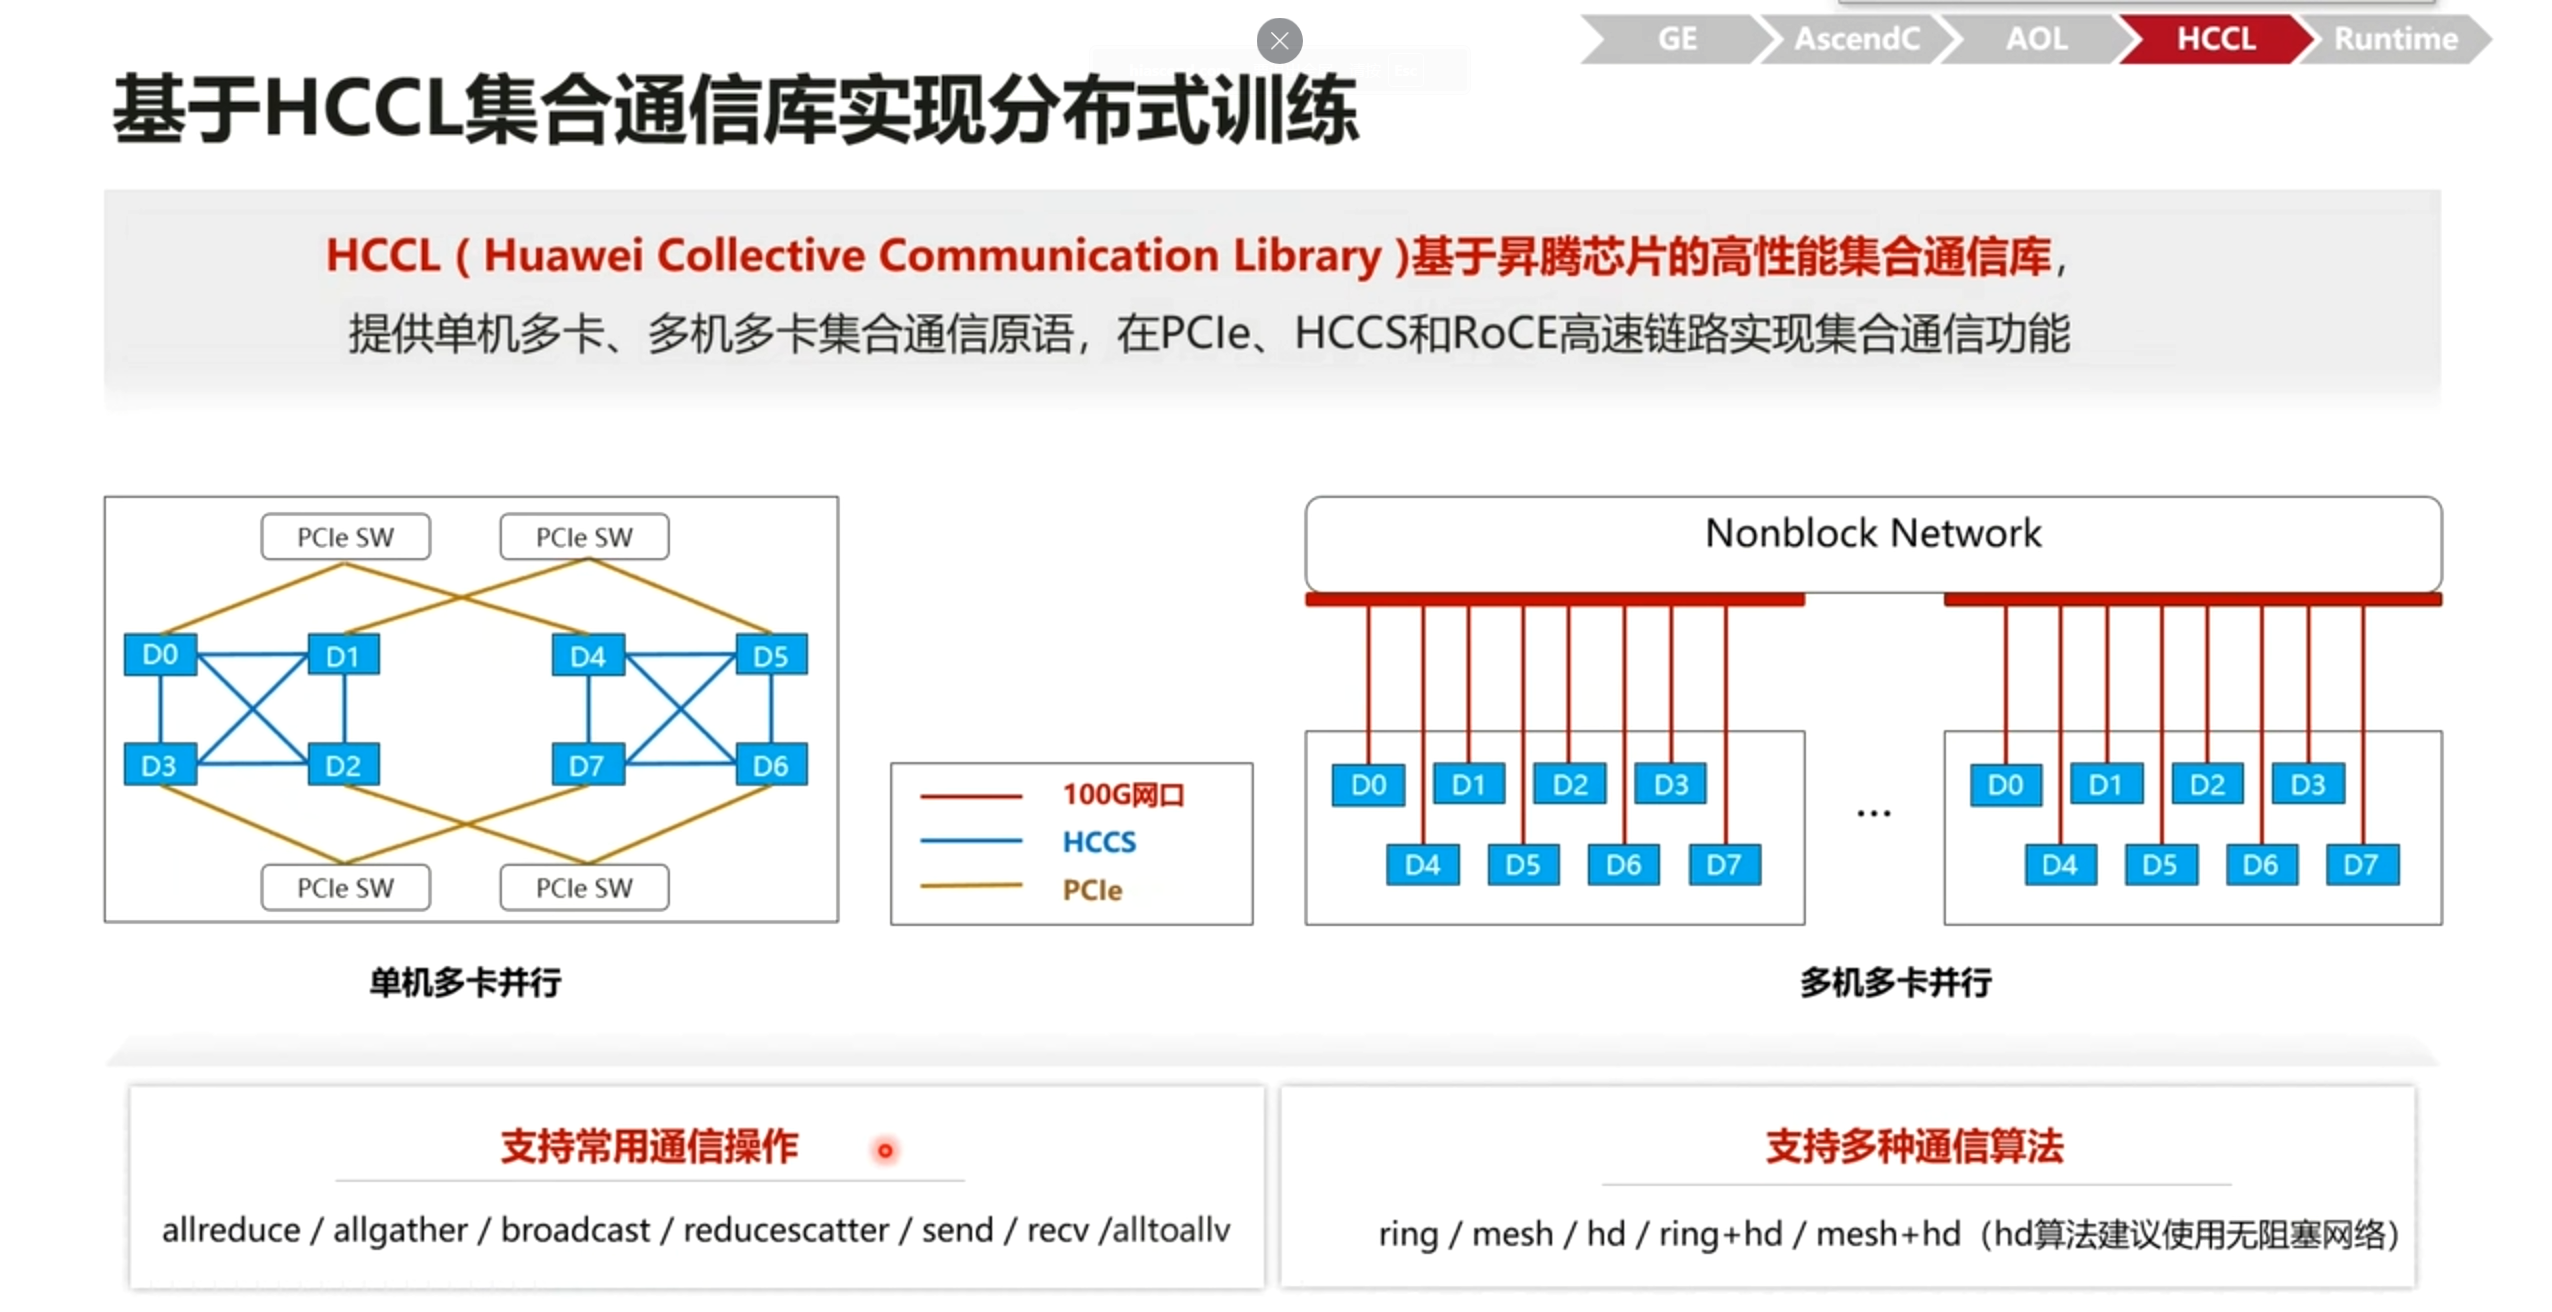 GE AscendC AOL HCCL Runtime
基于HCCL集合通信库实现分布式训练
HCCL ( Huawei Collective Communication Library )基于昇腾芯片的高性能集合通信库，
提供单机多卡、多机多卡集合通信原语，在PCIe、HCCS和RoCE高速链路实现集合通信功能
PCIe SW PCIe SW
D0 D1 D4 D5
D3 D2 D7 D6
PCIe SW PCIe SW
单机多卡并行
100G网口
HCCS
PCIe
Nonblock Network
D0 D1 D2 D3
D4 D5 D6 D7
...
D0 D1 D2 D3
D4 D5 D6 D7
多机多卡并行
支持常用通信操作
allreduce / allgather / broadcast / reducescatter / send / recv /alltoallv
支持多种通信算法
ring / mesh / hd / ring+hd / mesh+hd（hd算法建议使用无阻塞网络）